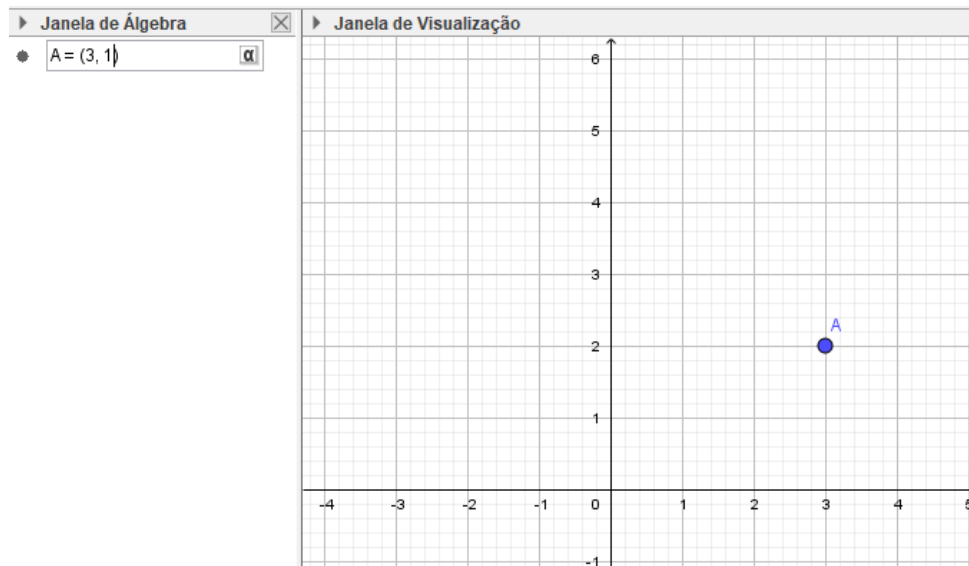 Janela de Álgebra
A = (3, 1)
α
Janela de Visualização
6
5
4
3
A
2
1
-4 -3 -2 -1 0 1 2 3 4 5
-1